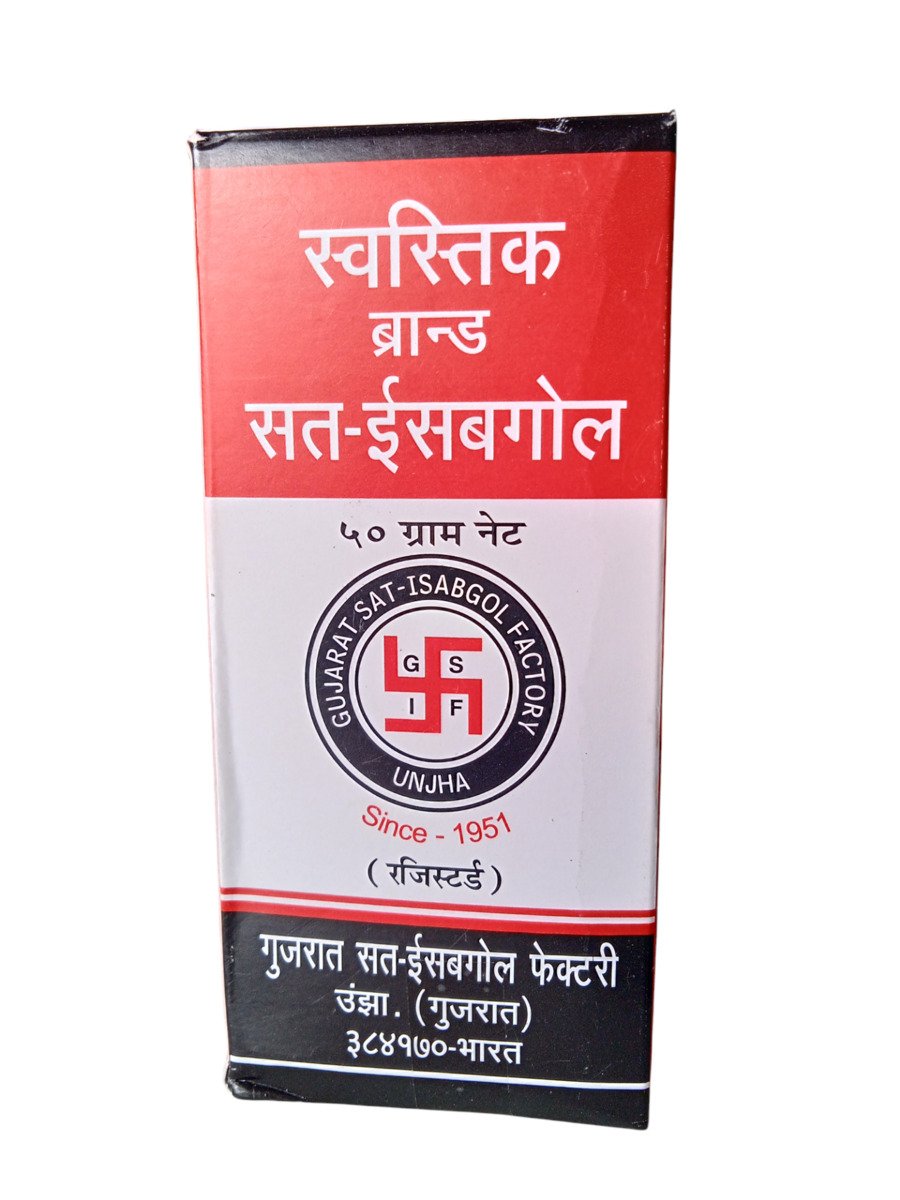 स्वस्तिक
ब्रान्ड
सत-ईसबगोल
५० ग्राम नेट
GUJARAT SAT-ISABGOL FACTORY
G S
I F
UNJHA
Since - 1951
( रजिस्टर्ड )
गुजरात सत-ईसबगोल फेक्टरी
उंझा. (गुजरात)
३८४१७०-भारत